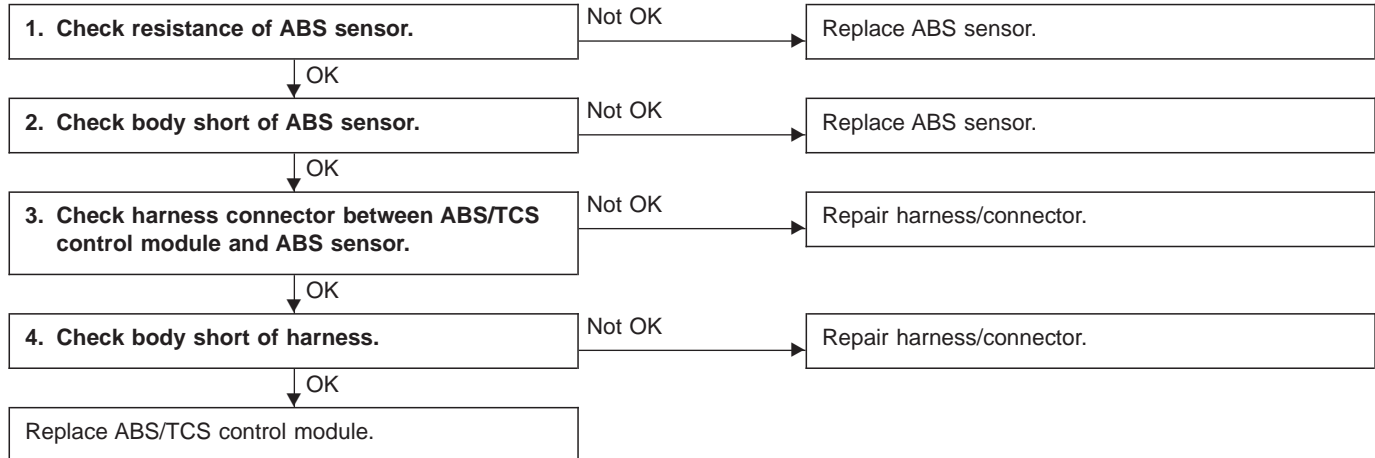 1. Check resistance of ABS sensor.
Not OK
Replace ABS sensor.
OK
2. Check body short of ABS sensor.
Not OK
Replace ABS sensor.
OK
3. Check harness connector between ABS/TCS
control module and ABS sensor.
Not OK
Repair harness/connector.
OK
4. Check body short of harness.
Not OK
Repair harness/connector.
OK
Replace ABS/TCS control module.